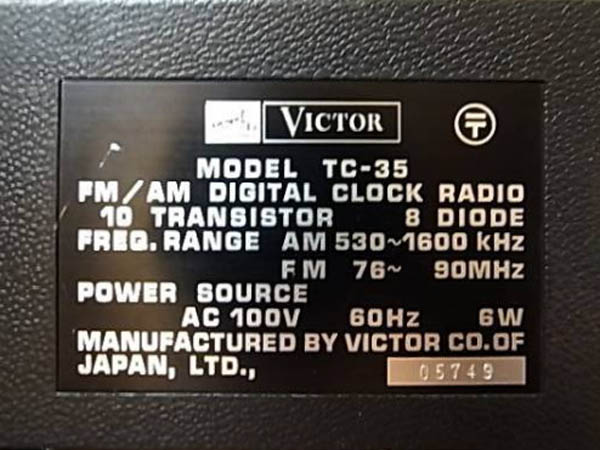 VICTOR
〒
MODEL TC-35
FM/AM DIGITAL CLOCK RADIO
10 TRANSISTOR 8 DIODE
FREQ. RANGE AM 530~1600 kHz
FM 76~ 90MHz
POWER SOURCE
AC 100V 60Hz 6W
MANUFACTURED BY VICTOR CO. OF
JAPAN, LTD.,
05749